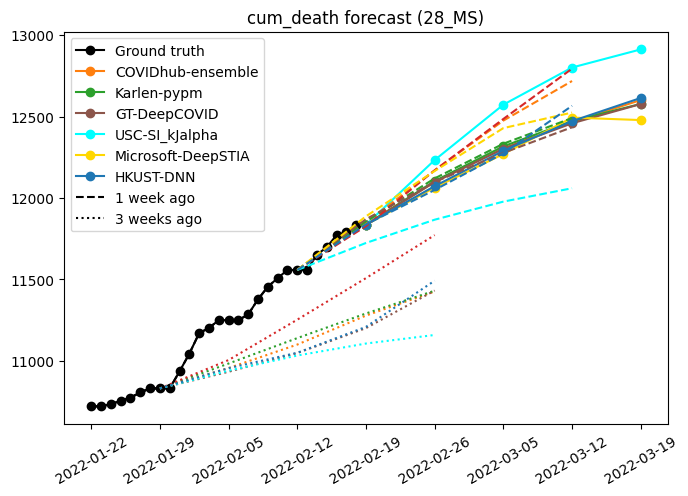 cum_death forecast (28_MS)
13000
12500
12000
11500
11000
Ground truth
COVIDhub-ensemble
Karlen-pypm
GT-DeepCOVID
USC-SI_kJalpha
Microsoft-DeepSTIA
HKUST-DNN
1 week ago
3 weeks ago
2022-01-22
2022-01-29
2022-02-05
2022-02-12
2022-02-19
2022-02-26
2022-03-05
2022-03-12
2022-03-19